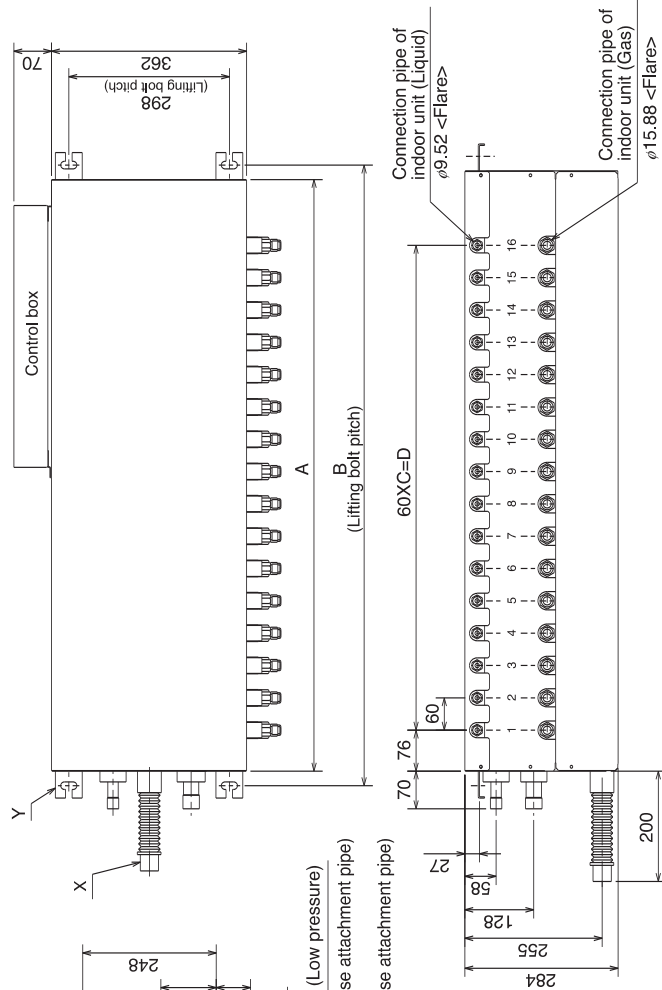 70
362
298
(Lifting bolt pitch)
Control box
A
B
(Lifting bolt pitch)
Y
X
248
(Low pressure)
se attachment pipe)
se attachment pipe)
Connection pipe of
indoor unit (Liquid)
φ9.52 <Flare>
Connection pipe of
indoor unit (Gas)
φ15.88 <Flare>
60XC=D
60
76
70
1
2
3
4
5
6
7
8
9
10
11
12
13
14
15
16
27
58
128
255
284
200